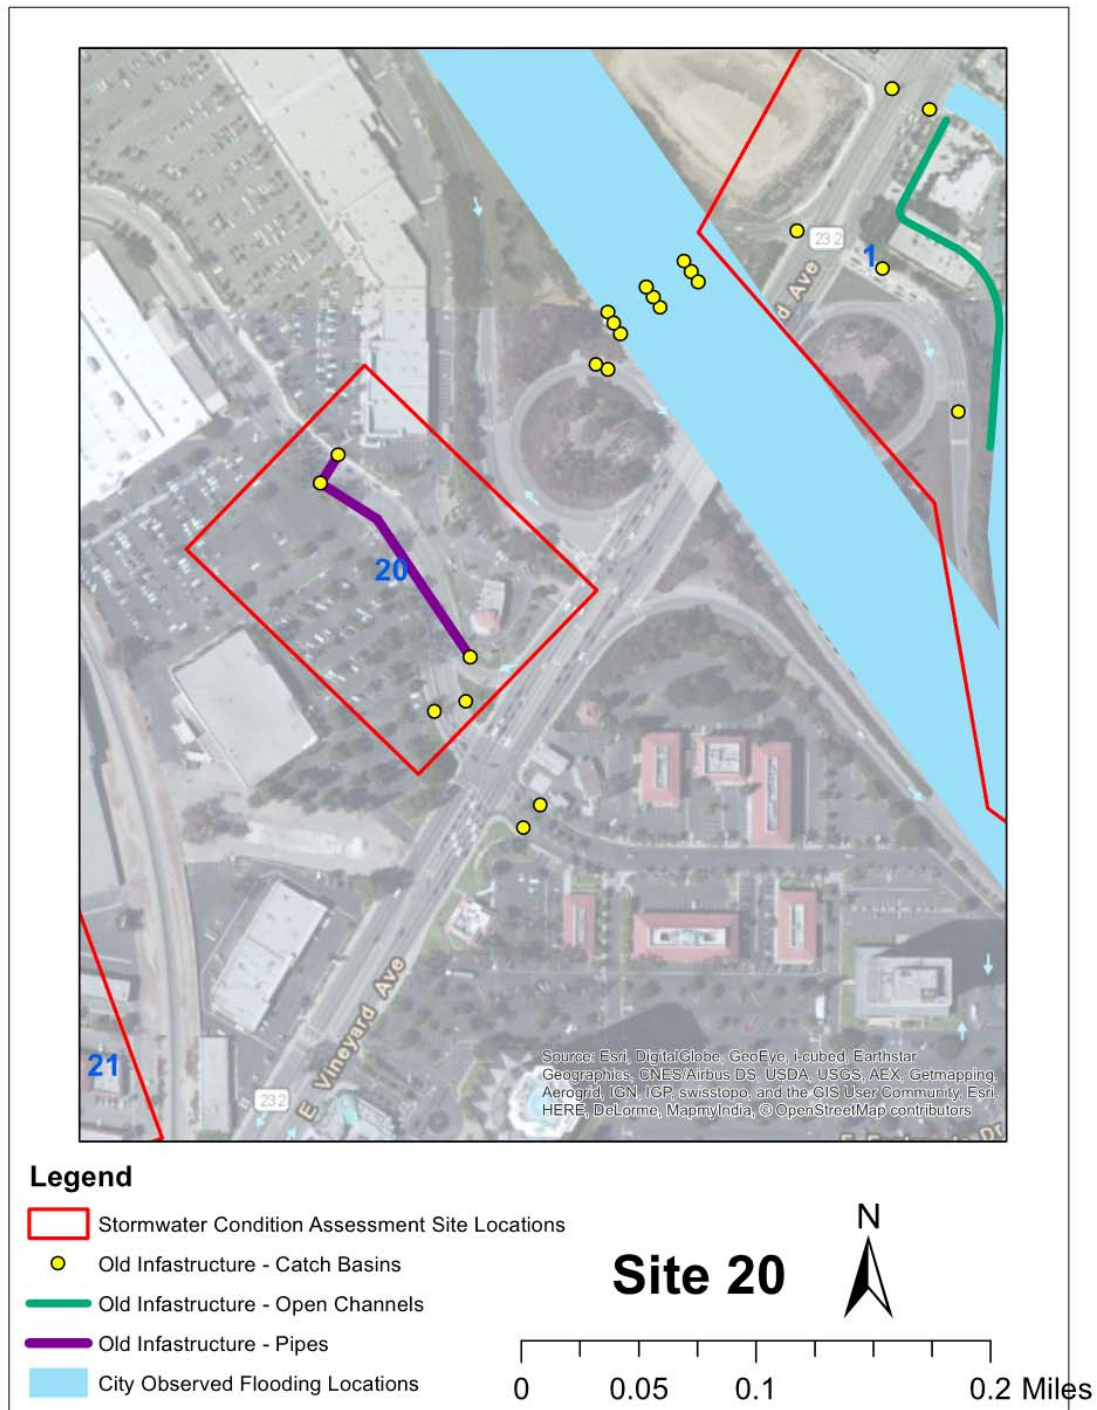 23 2
1
d Ave
20
E Vineyard Ave
21
232
Source: Esri, DigitalGlobe, GeoEye, i-cubed, Earthstar
Geographics, CNES/Airbus DS, USDA, USGS, AEX, Getmapping,
Aerogrid, IGN, IGP, swisstopo, and the GIS User Community, Esri,
HERE, DeLorme, MapmyIndia, © OpenStreetMap contributors
Legend
Stormwater Condition Assessment Site Locations
Old Infastructure - Catch Basins
Old Infastructure - Open Channels
Old Infastructure - Pipes
City Observed Flooding Locations
Site 20
N
0 0.05 0.1 0.2 Miles